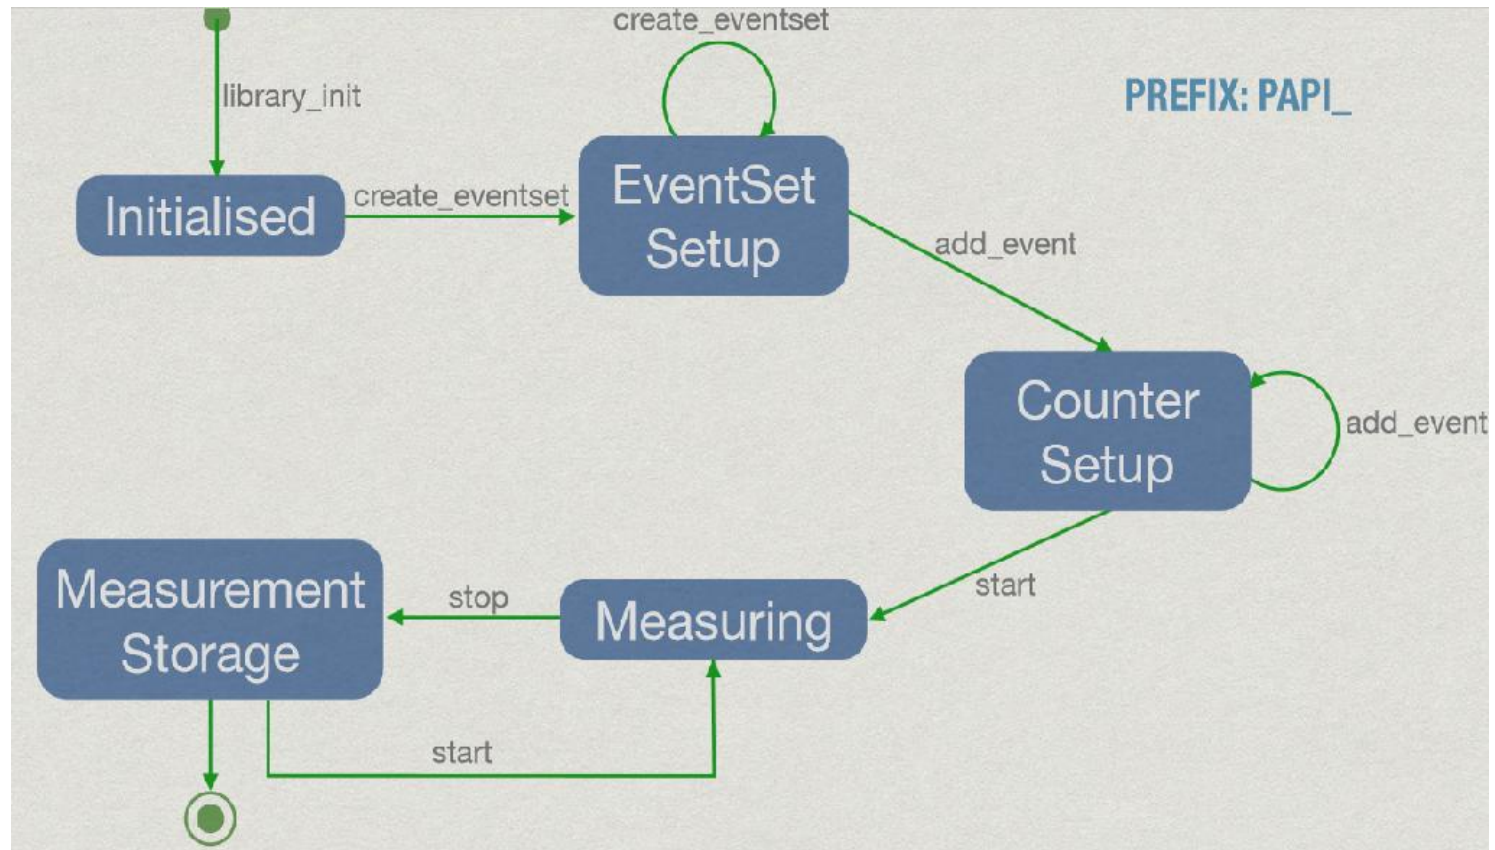 create_eventset
library_init
PREFIX: PAPI_
Initialised
create_eventset
EventSet
Setup
add_event
Counter
Setup
add_event
start
Measuring
stop
Measurement
Storage
start